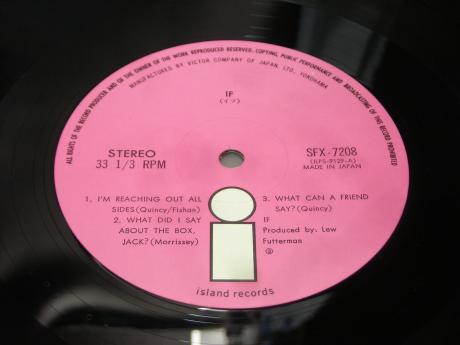 ALL RIGHTS OF THE RECORD PRODUCER AND OF THE OWNER OF THE WORK REPRODUCED RESERVED. COPYING, PUBLIC PERFORMANCE AND BROADCASTING OF THIS RECORD PROHIBITED
MANUFACTURED BY VICTOR COMPANY OF JAPAN, LTD., YOKOHAMA
IF
(イフ)
STEREO
33 1/3 RPM
SFX-7208
(ILPS-9129-A)
MADE IN JAPAN
1. I'M REACHING OUT ALL
SIDES (Quincy/Fishan)
2. WHAT DID I SAY
ABOUT THE BOX,
JACK? (Morrissey)
3. WHAT CAN A FRIEND
SAY? (Quincy)
IF
Produced by: Lew
Futterman
Ⓟ
i
island records